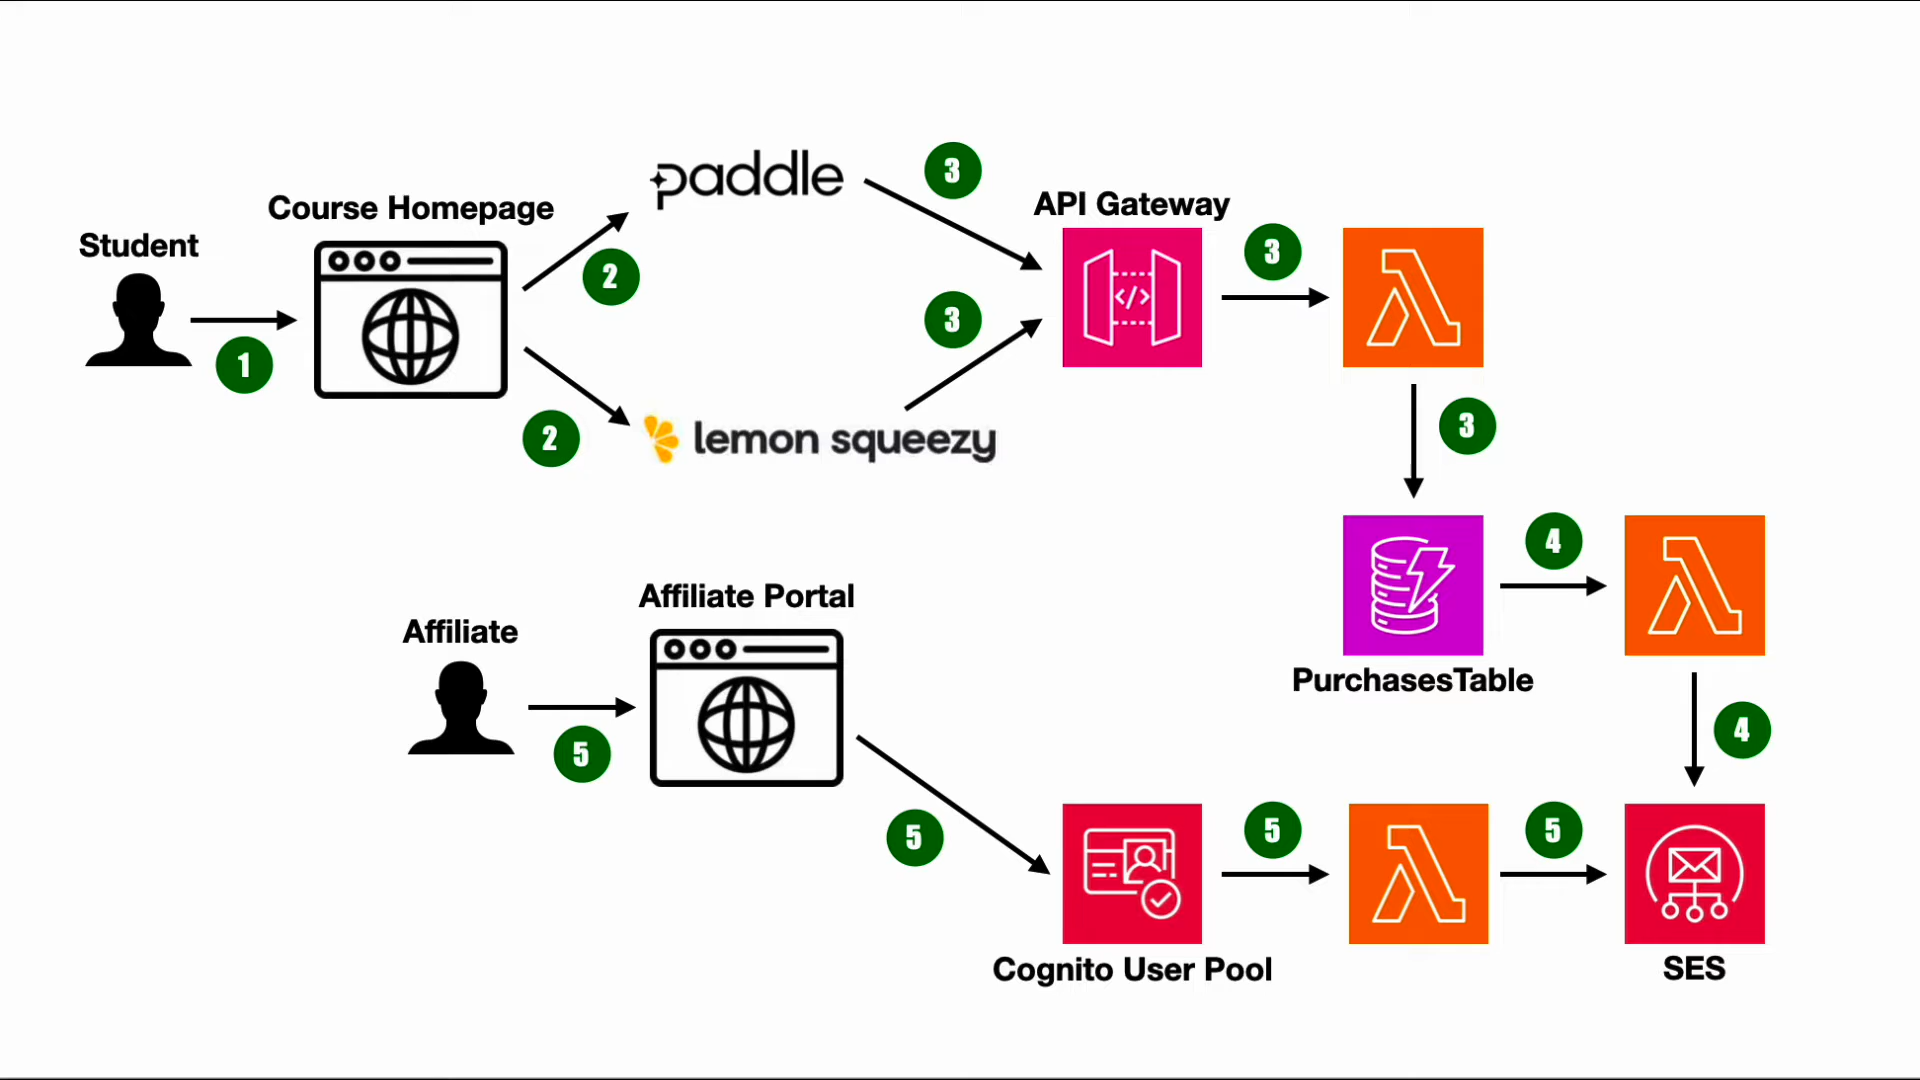 paddle
3
API Gateway
Course Homepage
Student
3
2
</>
3
1
3
2
lemon squeezy
4
Affiliate Portal
Affiliate
PurchasesTable
4
5
5
5
5
Cognito User Pool
SES